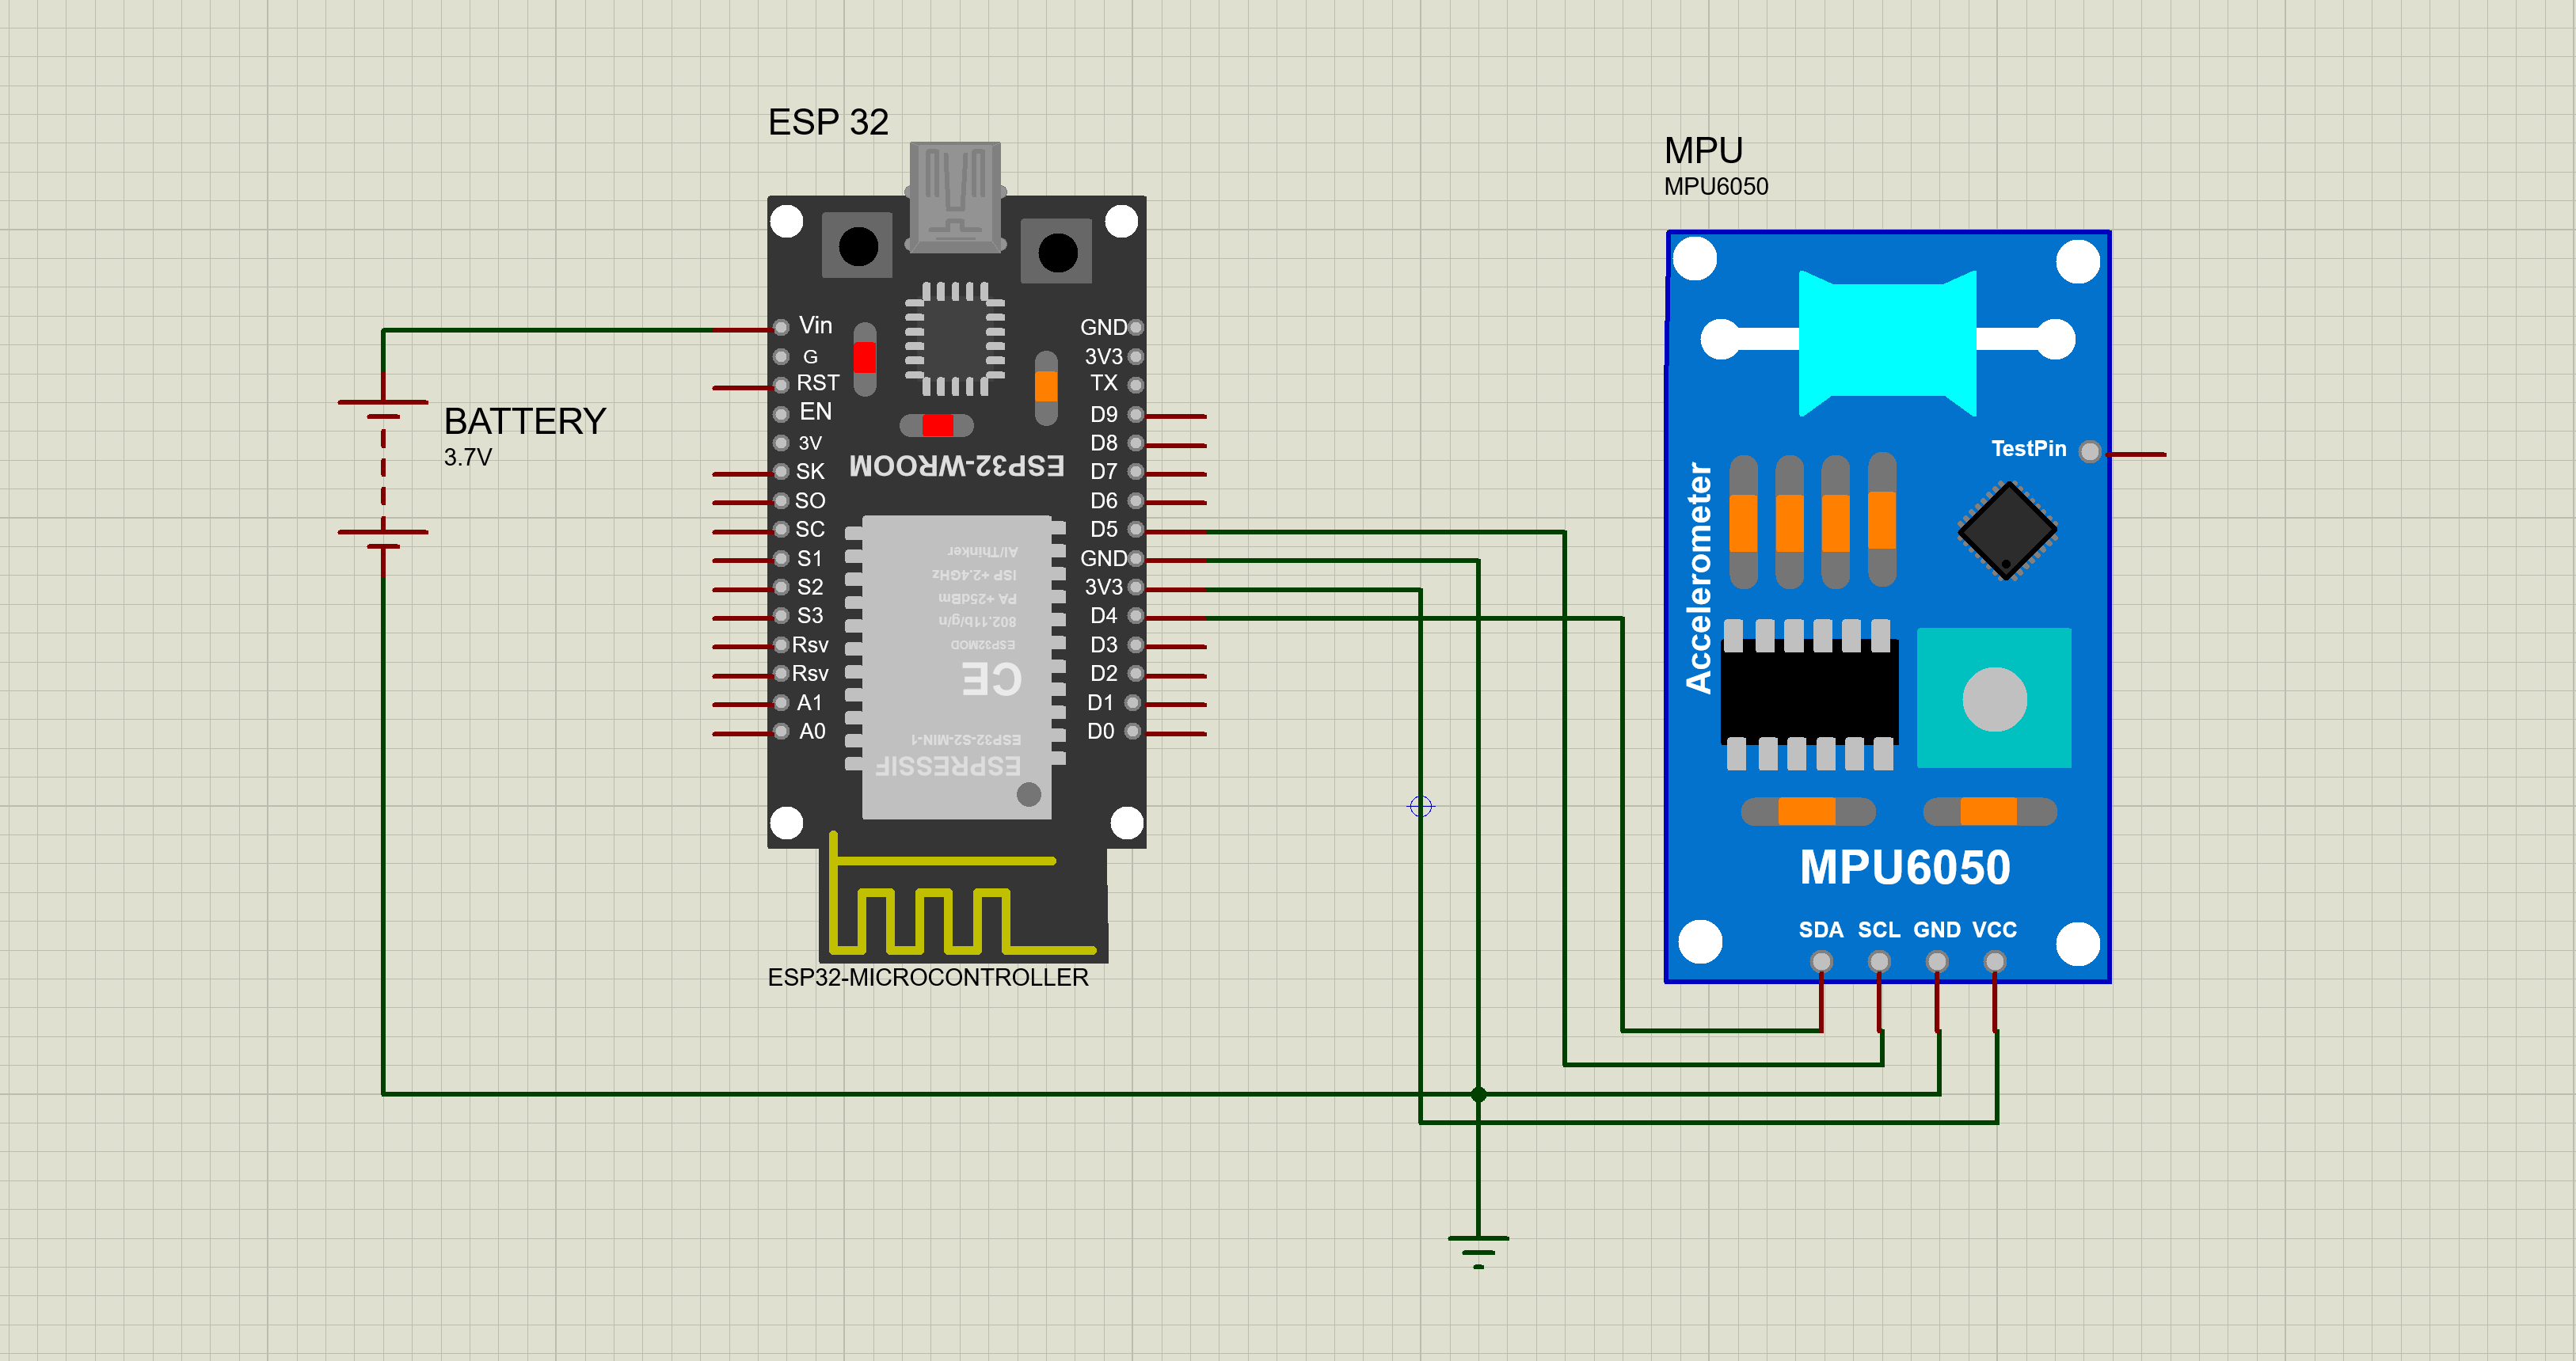 ESP 32
MPU
MPU6050
BATTERY
3.7V
Vin
G
RST
EN
3V
SK
SO
SC
S1
S2
S3
Rsv
Rsv
A1
A0
GND
3V3
TX
D9
D8
D7
D6
D5
GND
3V3
D4
D3
D2
D1
D0
ESP32-WROOM
AI/Thinker
ISP +2.4GHz
PA +25dBm
802.11b/g/n
ESP32MOD
CE
ESP32-S2-MIN-1
ESPRESSIF
ESP32-MICROCONTROLLER
TestPin
Accelerometer
MPU6050
SDA SCL GND VCC